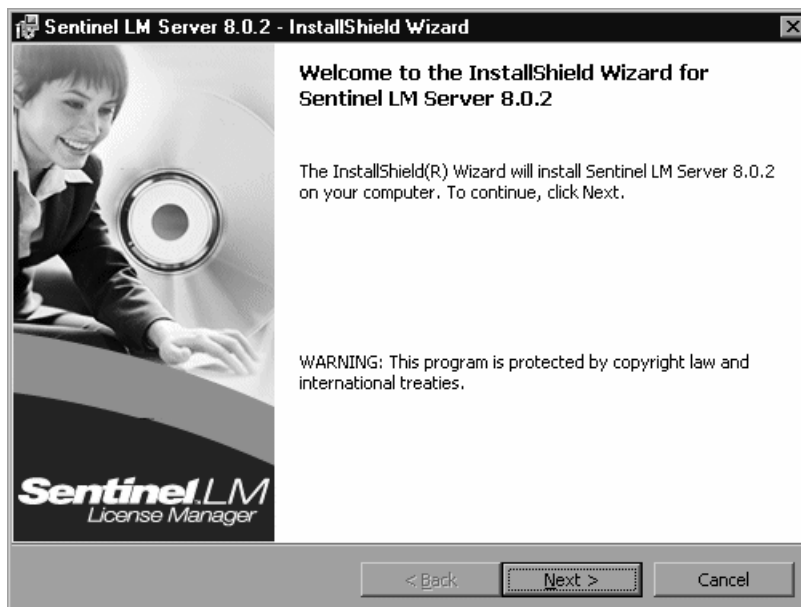 Sentinel LM Server 8.0.2 - InstallShield Wizard
Welcome to the InstallShield Wizard for
Sentinel LM Server 8.0.2
The InstallShield(R) Wizard will install Sentinel LM Server 8.0.2
on your computer. To continue, click Next.
WARNING: This program is protected by copyright law and
international treaties.
Sentinel.LM
License Manager
< Back
Next >
Cancel